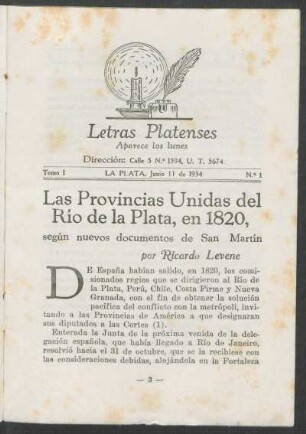 Letras Platenses
Aparece los lunes
Dirección: Calle 5 N.º 1394, U. T. 5674
Tomo I LA PLATA, Junio 11 de 1934 N.º 1
Las Provincias Unidas del
Río de la Plata, en 1820,
según nuevos documentos de San Martín
por Ricardo Levene
DE España habían salido, en 1820, los comi-
sionados regios que se dirigieron al Río de
la Plata, Perú, Chile, Costa Firme y Nueva
Granada, con el fin de obtener la solución
pacífica del conflicto con la metrópoli, invi-
tando a las Provincias de América a que designaran
sus diputados a las Cortes (1).
Enterada la Junta de la próxima venida de la dele-
gación española, que había llegado a Río de Janeiro,
resolvió hacia el 31 de octubre, que se la recibiese con
las consideraciones debidas, alejándola en la Fortaleza
— 3 —